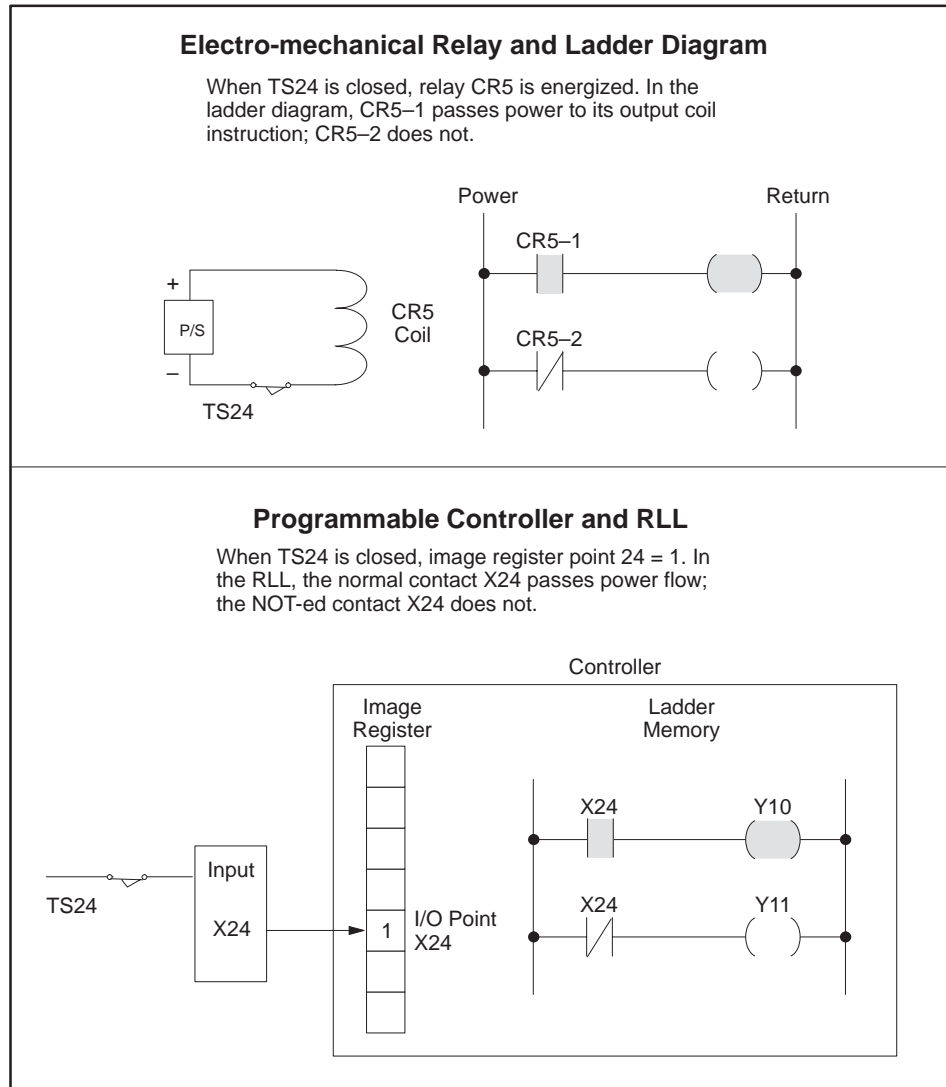 Electro-mechanical Relay and Ladder Diagram
When TS24 is closed, relay CR5 is energized. In the
ladder diagram, CR5–1 passes power to its output coil
instruction; CR5–2 does not.
Power
Return
CR5–1
+
P/S
–
CR5
Coil
CR5–2
TS24
Programmable Controller and RLL
When TS24 is closed, image register point 24 = 1. In
the RLL, the normal contact X24 passes power flow;
the NOT-ed contact X24 does not.
Controller
Image
Register
Ladder
Memory
X24
Y10
TS24
Input
X24
1
I/O Point
X24
X24
Y11